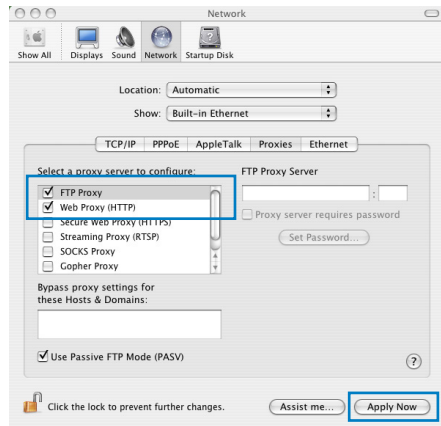 Network
Show All Displays Sound Network Startup Disk
Location: Automatic
Show: Built-in Ethernet
TCP/IP PPPoE AppleTalk Proxies Ethernet
Select a proxy server to configure: FTP Proxy Server
FTP Proxy
:
Web Proxy (HTTP)
Proxy server requires password
Secure Web Proxy (HTTPS)
Streaming Proxy (RTSP)
Set Password...
SOCKS Proxy
Gopher Proxy
Bypass proxy settings for
these Hosts & Domains:
Use Passive FTP Mode (PASV)
?
Click the lock to prevent further changes.
Assist me... Apply Now